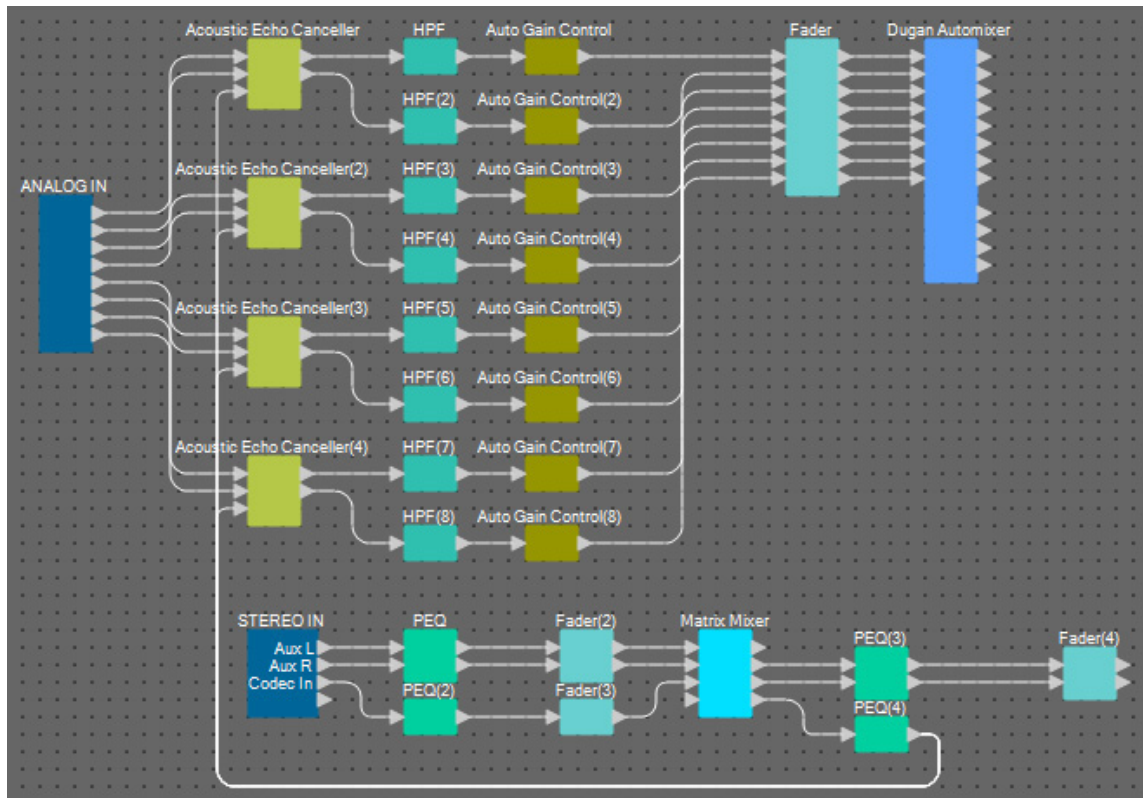 Acoustic Echo Canceller HPF Auto Gain Control Fader Dugan Automixer
HPF(2) Auto Gain Control(2)
Acoustic Echo Canceller(2) HPF(3) Auto Gain Control(3)
ANALOG IN
HPF(4) Auto Gain Control(4)
Acoustic Echo Canceller(3) HPF(5) Auto Gain Control(5)
HPF(6) Auto Gain Control(6)
Acoustic Echo Canceller(4) HPF(7) Auto Gain Control(7)
HPF(8) Auto Gain Control(8)
STEREO IN PEQ Fader(2) Matrix Mixer
PEQ(3) Fader(4)
Aux L
Aux R
Codec In
PEQ(2) Fader(3)
PEQ(4)